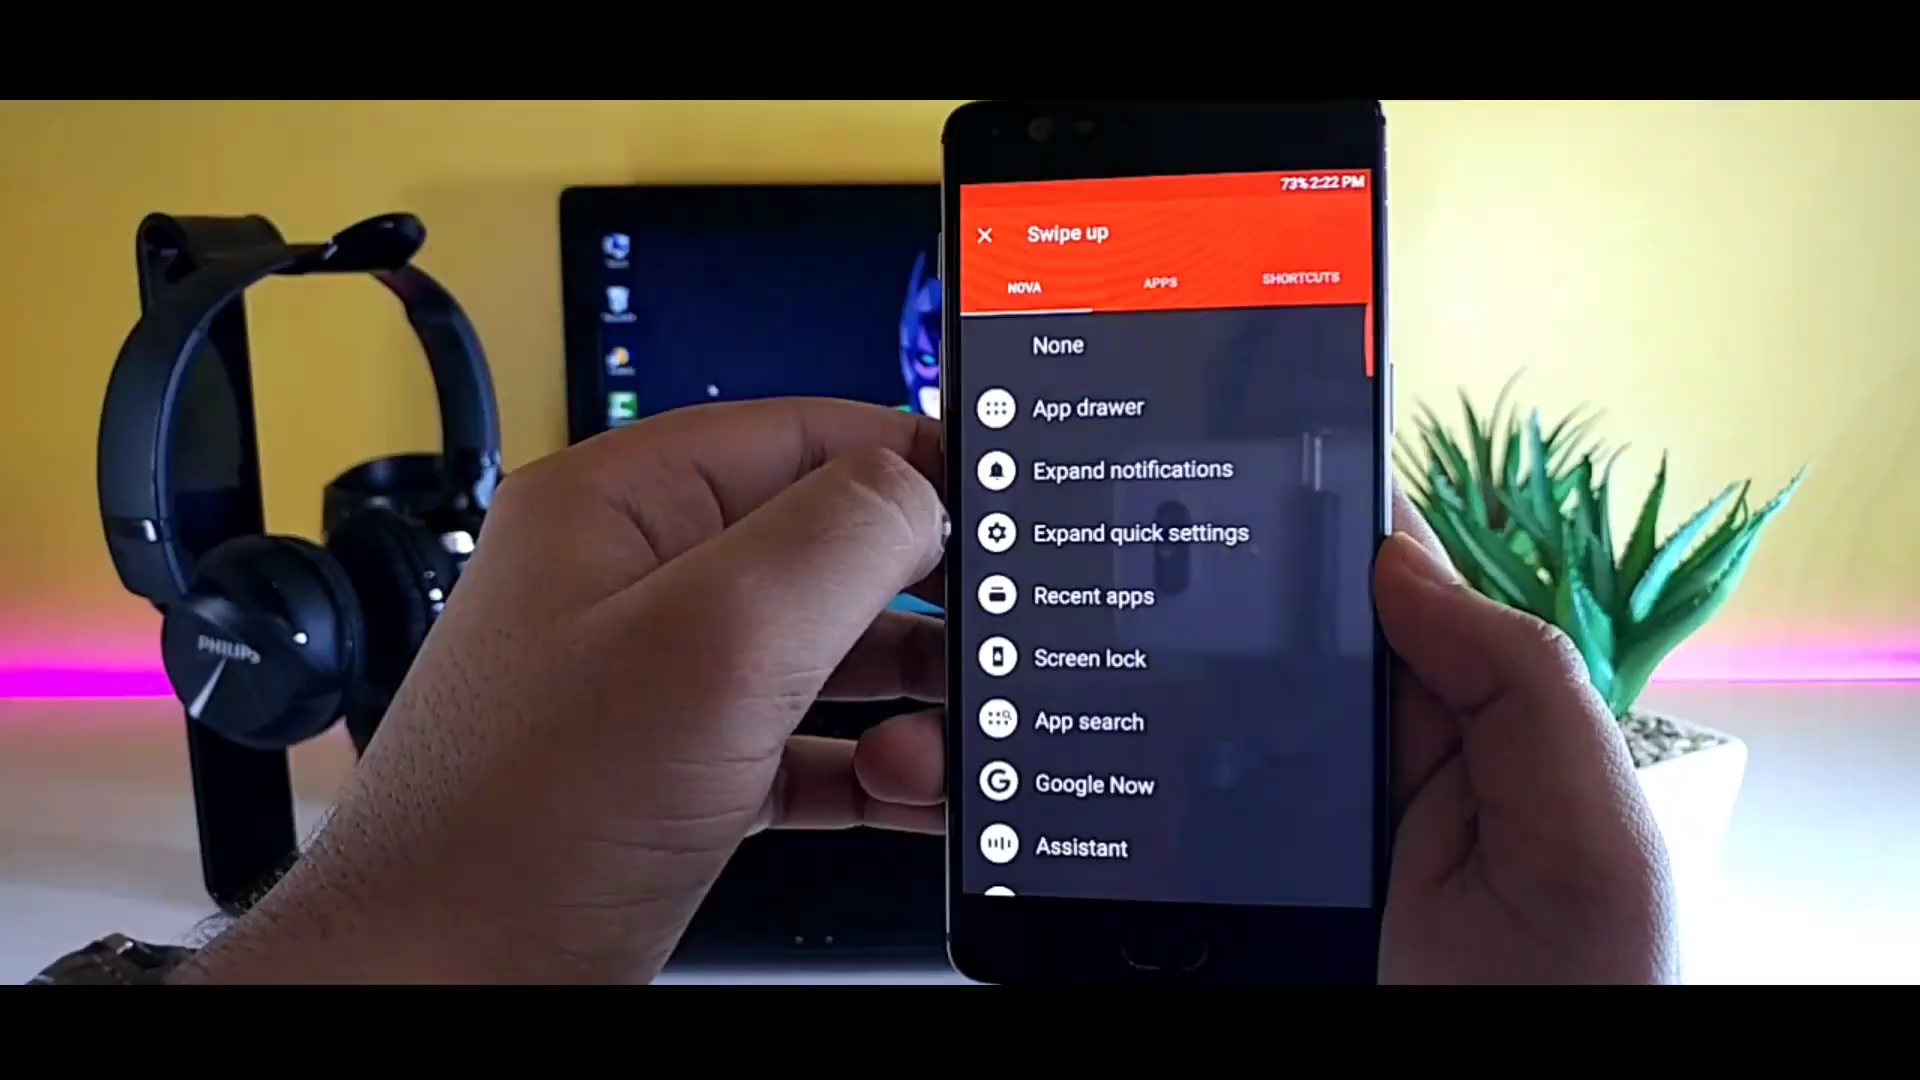 73% 2:22 PM
Swipe up
NOVA
APPS
SHORTCUTS
None
App drawer
Expand notifications
Expand quick settings
Recent apps
Screen lock
App search
Google Now
Assistant
PHILIPS